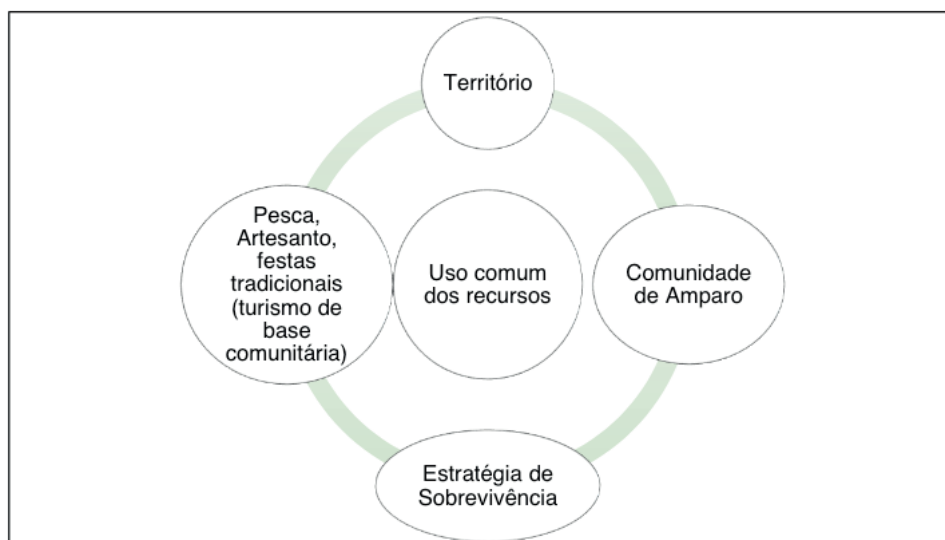 Território
Pesca,
Artesanto,
festas
tradicionais
(turismo de
base
comunitária)
Uso comum
dos recursos
Comunidade
de Amparo
Estratégia de
Sobrevivência